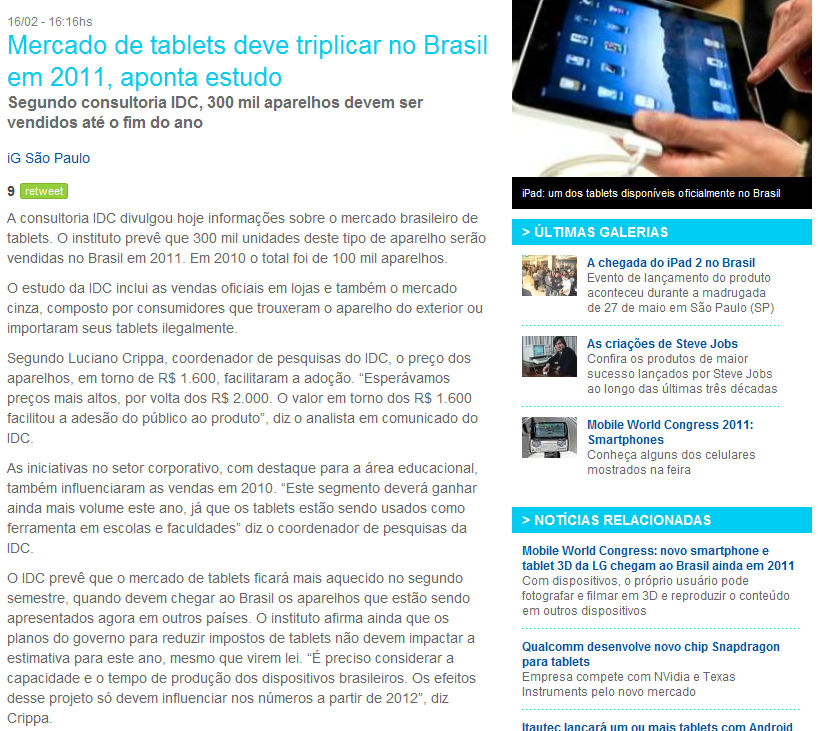 16/02 - 16:16hs
Mercado de tablets deve triplicar no Brasil
em 2011, aponta estudo
Segundo consultoria IDC, 300 mil aparelhos devem ser
vendidos até o fim do ano
iG São Paulo
9 retweet
A consultoria IDC divulgou hoje informações sobre o mercado brasileiro de
tablets. O instituto prevê que 300 mil unidades deste tipo de aparelho serão
vendidas no Brasil em 2011. Em 2010 o total foi de 100 mil aparelhos.
O estudo da IDC inclui as vendas oficiais em lojas e também o mercado
cinza, composto por consumidores que trouxeram o aparelho do exterior ou
importaram seus tablets ilegalmente.
Segundo Luciano Crippa, coordenador de pesquisas do IDC, o preço dos
aparelhos, em torno de R$ 1.600, facilitaram a adoção. “Esperávamos
preços mais altos, por volta dos R$ 2.000. O valor em torno dos R$ 1.600
facilitou a adesão do público ao produto”, diz o analista em comunicado do
IDC.
As iniciativas no setor corporativo, com destaque para a área educacional,
também influenciaram as vendas em 2010. “Este segmento deverá ganhar
ainda mais volume este ano, já que os tablets estão sendo usados como
ferramenta em escolas e faculdades” diz o coordenador de pesquisas da
IDC.
O IDC prevê que o mercado de tablets ficará mais aquecido no segundo
semestre, quando devem chegar ao Brasil os aparelhos que estão sendo
apresentados agora em outros países. O instituto afirma ainda que os
planos do governo para reduzir impostos de tablets não devem impactar a
estimativa para este ano, mesmo que virem lei. “É preciso considerar a
capacidade e o tempo de produção dos dispositivos brasileiros. Os efeitos
desse projeto só devem influenciar nos números a partir de 2012”, diz
Crippa.
iPad: um dos tablets disponíveis oficialmente no Brasil
> ÚLTIMAS GALERIAS
A chegada do iPad 2 no Brasil
Evento de lançamento do produto
aconteceu durante a madrugada
de 27 de maio em São Paulo (SP)
As criações de Steve Jobs
Confira os produtos de maior
sucesso lançados por Steve Jobs
ao longo das últimas três décadas
Mobile World Congress 2011:
Smartphones
Conheça alguns dos celulares
mostrados na feira
> NOTÍCIAS RELACIONADAS
Mobile World Congress: novo smartphone e
tablet 3D da LG chegam ao Brasil ainda em 2011
Com dispositivos, o próprio usuário pode
fotografar e filmar em 3D e reproduzir o conteúdo
em outros dispositivos
Qualcomm desenvolve novo chip Snapdragon
para tablets
Empresa compete com NVidia e Texas
Instruments pelo novo mercado
Itautec lançará um ou mais tablets com Android